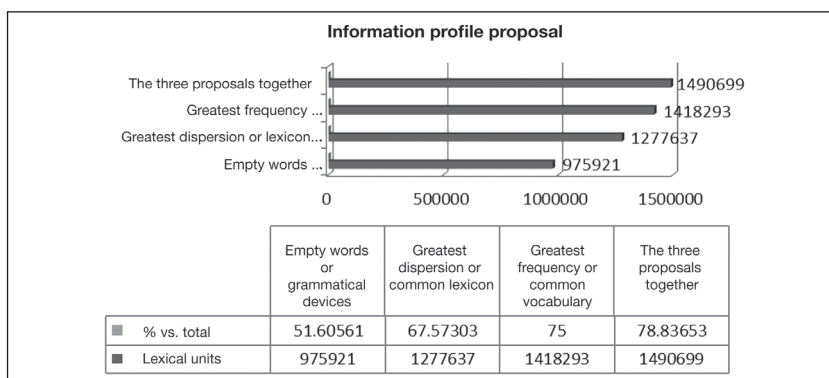 Information profile proposal
The three proposals together
1490699
Greatest frequency ...
1418293
Greatest dispersion or lexicon...
1277637
Empty words ...
975921
0 500000 1000000 1500000
Empty words or grammatical devices
Greatest dispersion or common lexicon
Greatest frequency or common vocabulary
The three proposals together
% vs. total 51.60561 67.57303 75 78.83653
Lexical units 975921 1277637 1418293 1490699